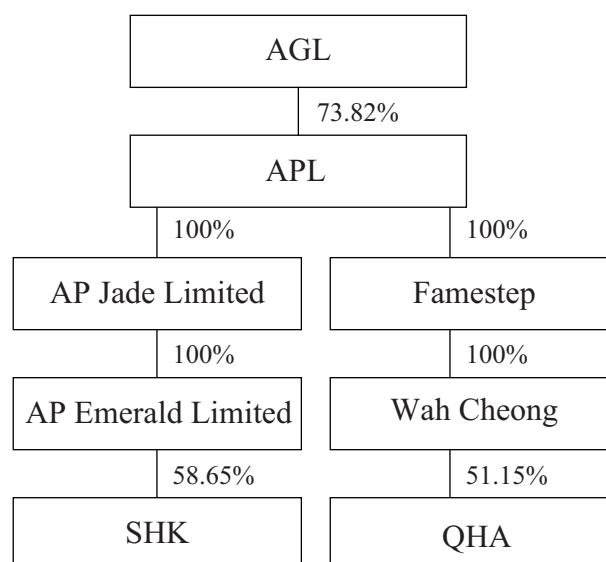 AGL
73.82%
APL
100% 100%
AP Jade Limited Famestep
100% 100%
AP Emerald Limited Wah Cheong
58.65% 51.15%
SHK QHA